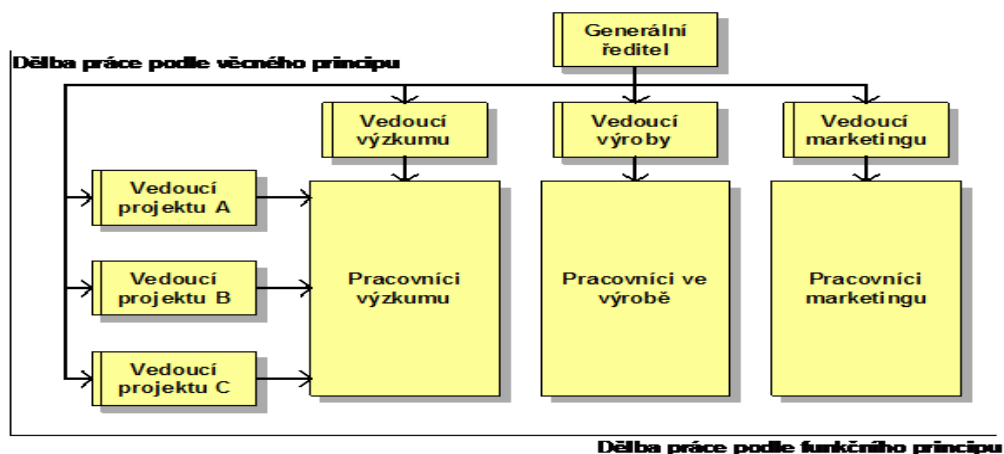 Generální
ředitel
Dělba práce podle věcného principu
Vedoucí
výzkumu
Vedoucí
výroby
Vedoucí
marketingu
Vedoucí
projektu A
Vedoucí
projektu B
Vedoucí
projektu C
Pracovníci
výzkumu
Pracovníci ve
výrobě
Pracovníci
marketingu
Dělba práce podle funkčního principu